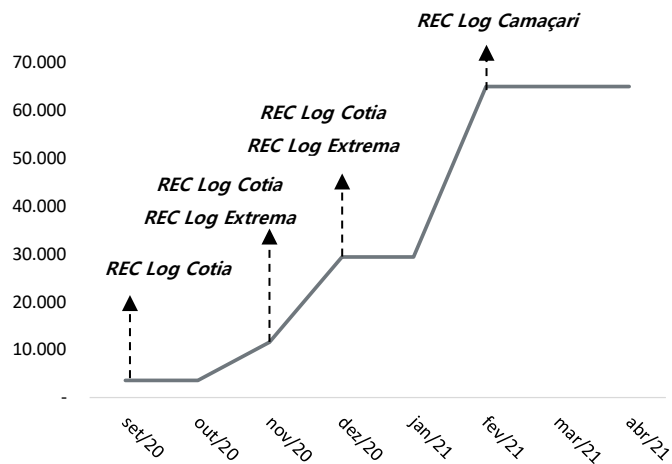 REC Log Camaçari
70.000
60.000
50.000
40.000
30.000
20.000
10.000
-
REC Log Cotia
REC Log Extrema
REC Log Cotia
REC Log Extrema
REC Log Cotia
set/20
out/20
nov/20
dez/20
jan/21
fev/21
mar/21
abr/21